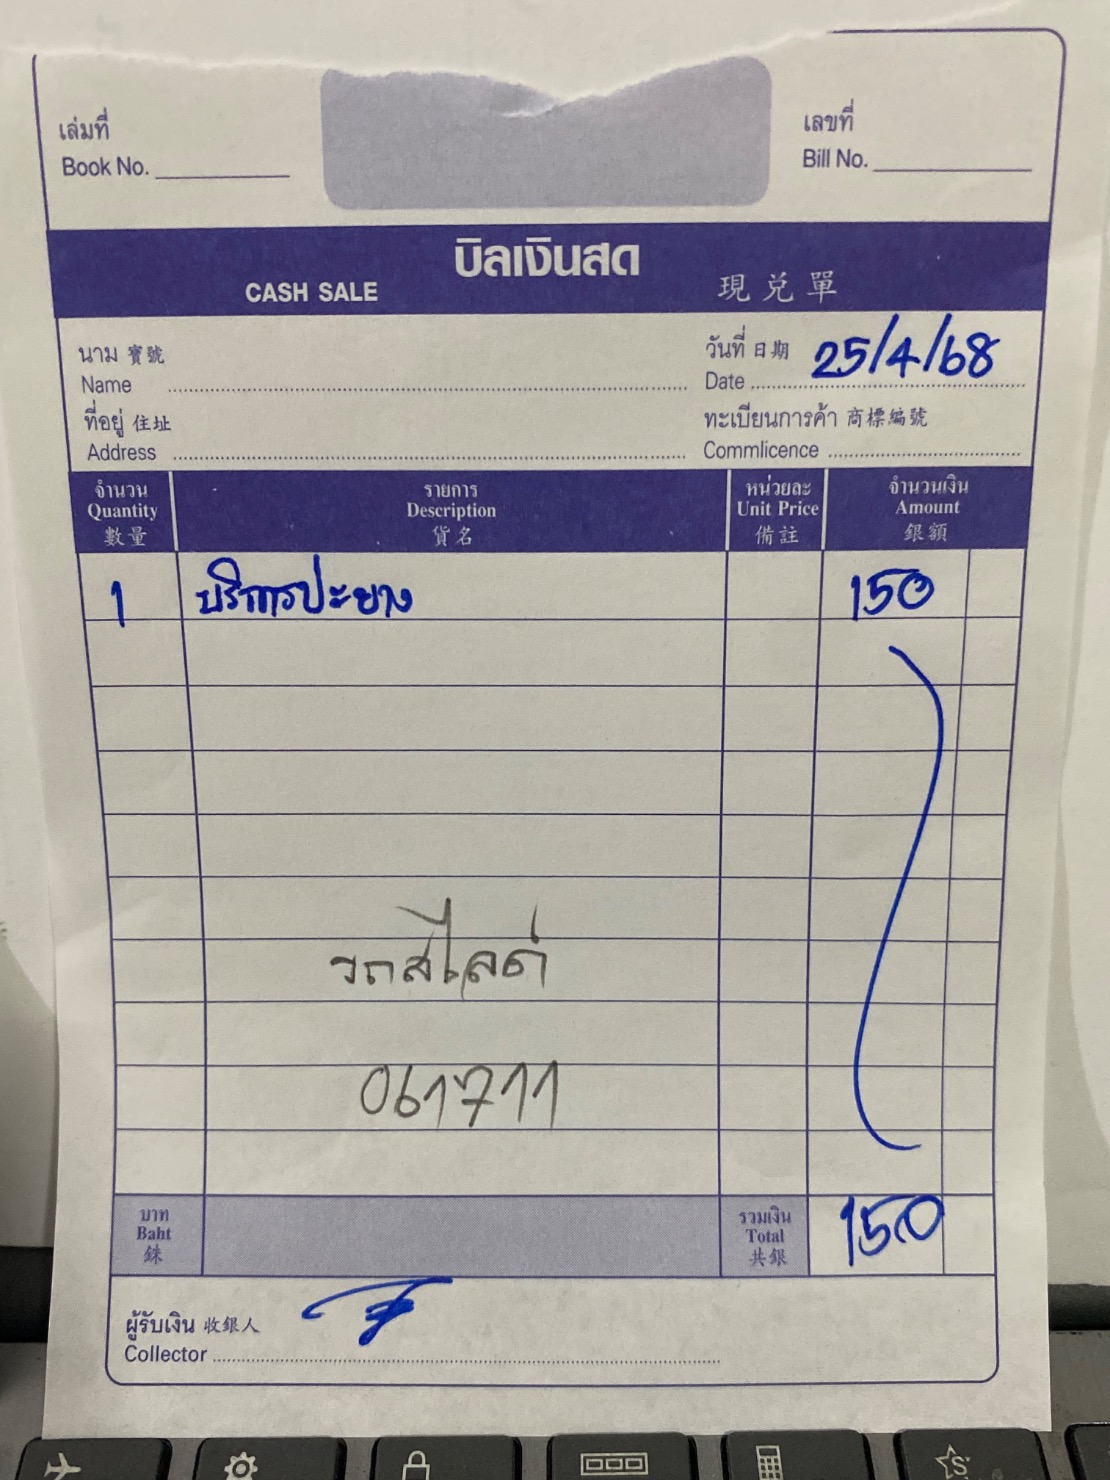 เล่มที่
Book No.
เลขที่
Bill No.
บิลเงินสด
CASH SALE 現兌單
นาม 寶號
Name
วันที่ 日期 25/4/68
Date
ที่อยู่ 住址
Address
ทะเบียนการค้า 商標編號
Commlicence
จำนวน รายการ หน่วยละ จำนวนเงิน
Quantity Description Unit Price Amount
數量 貨名 備註 銀額
1 บริการปะยาง 150
รถสไลด์
061711
บาท รวมเงิน
Baht Total 150
銖 共銀
ผู้รับเงิน 收銀人
Collector